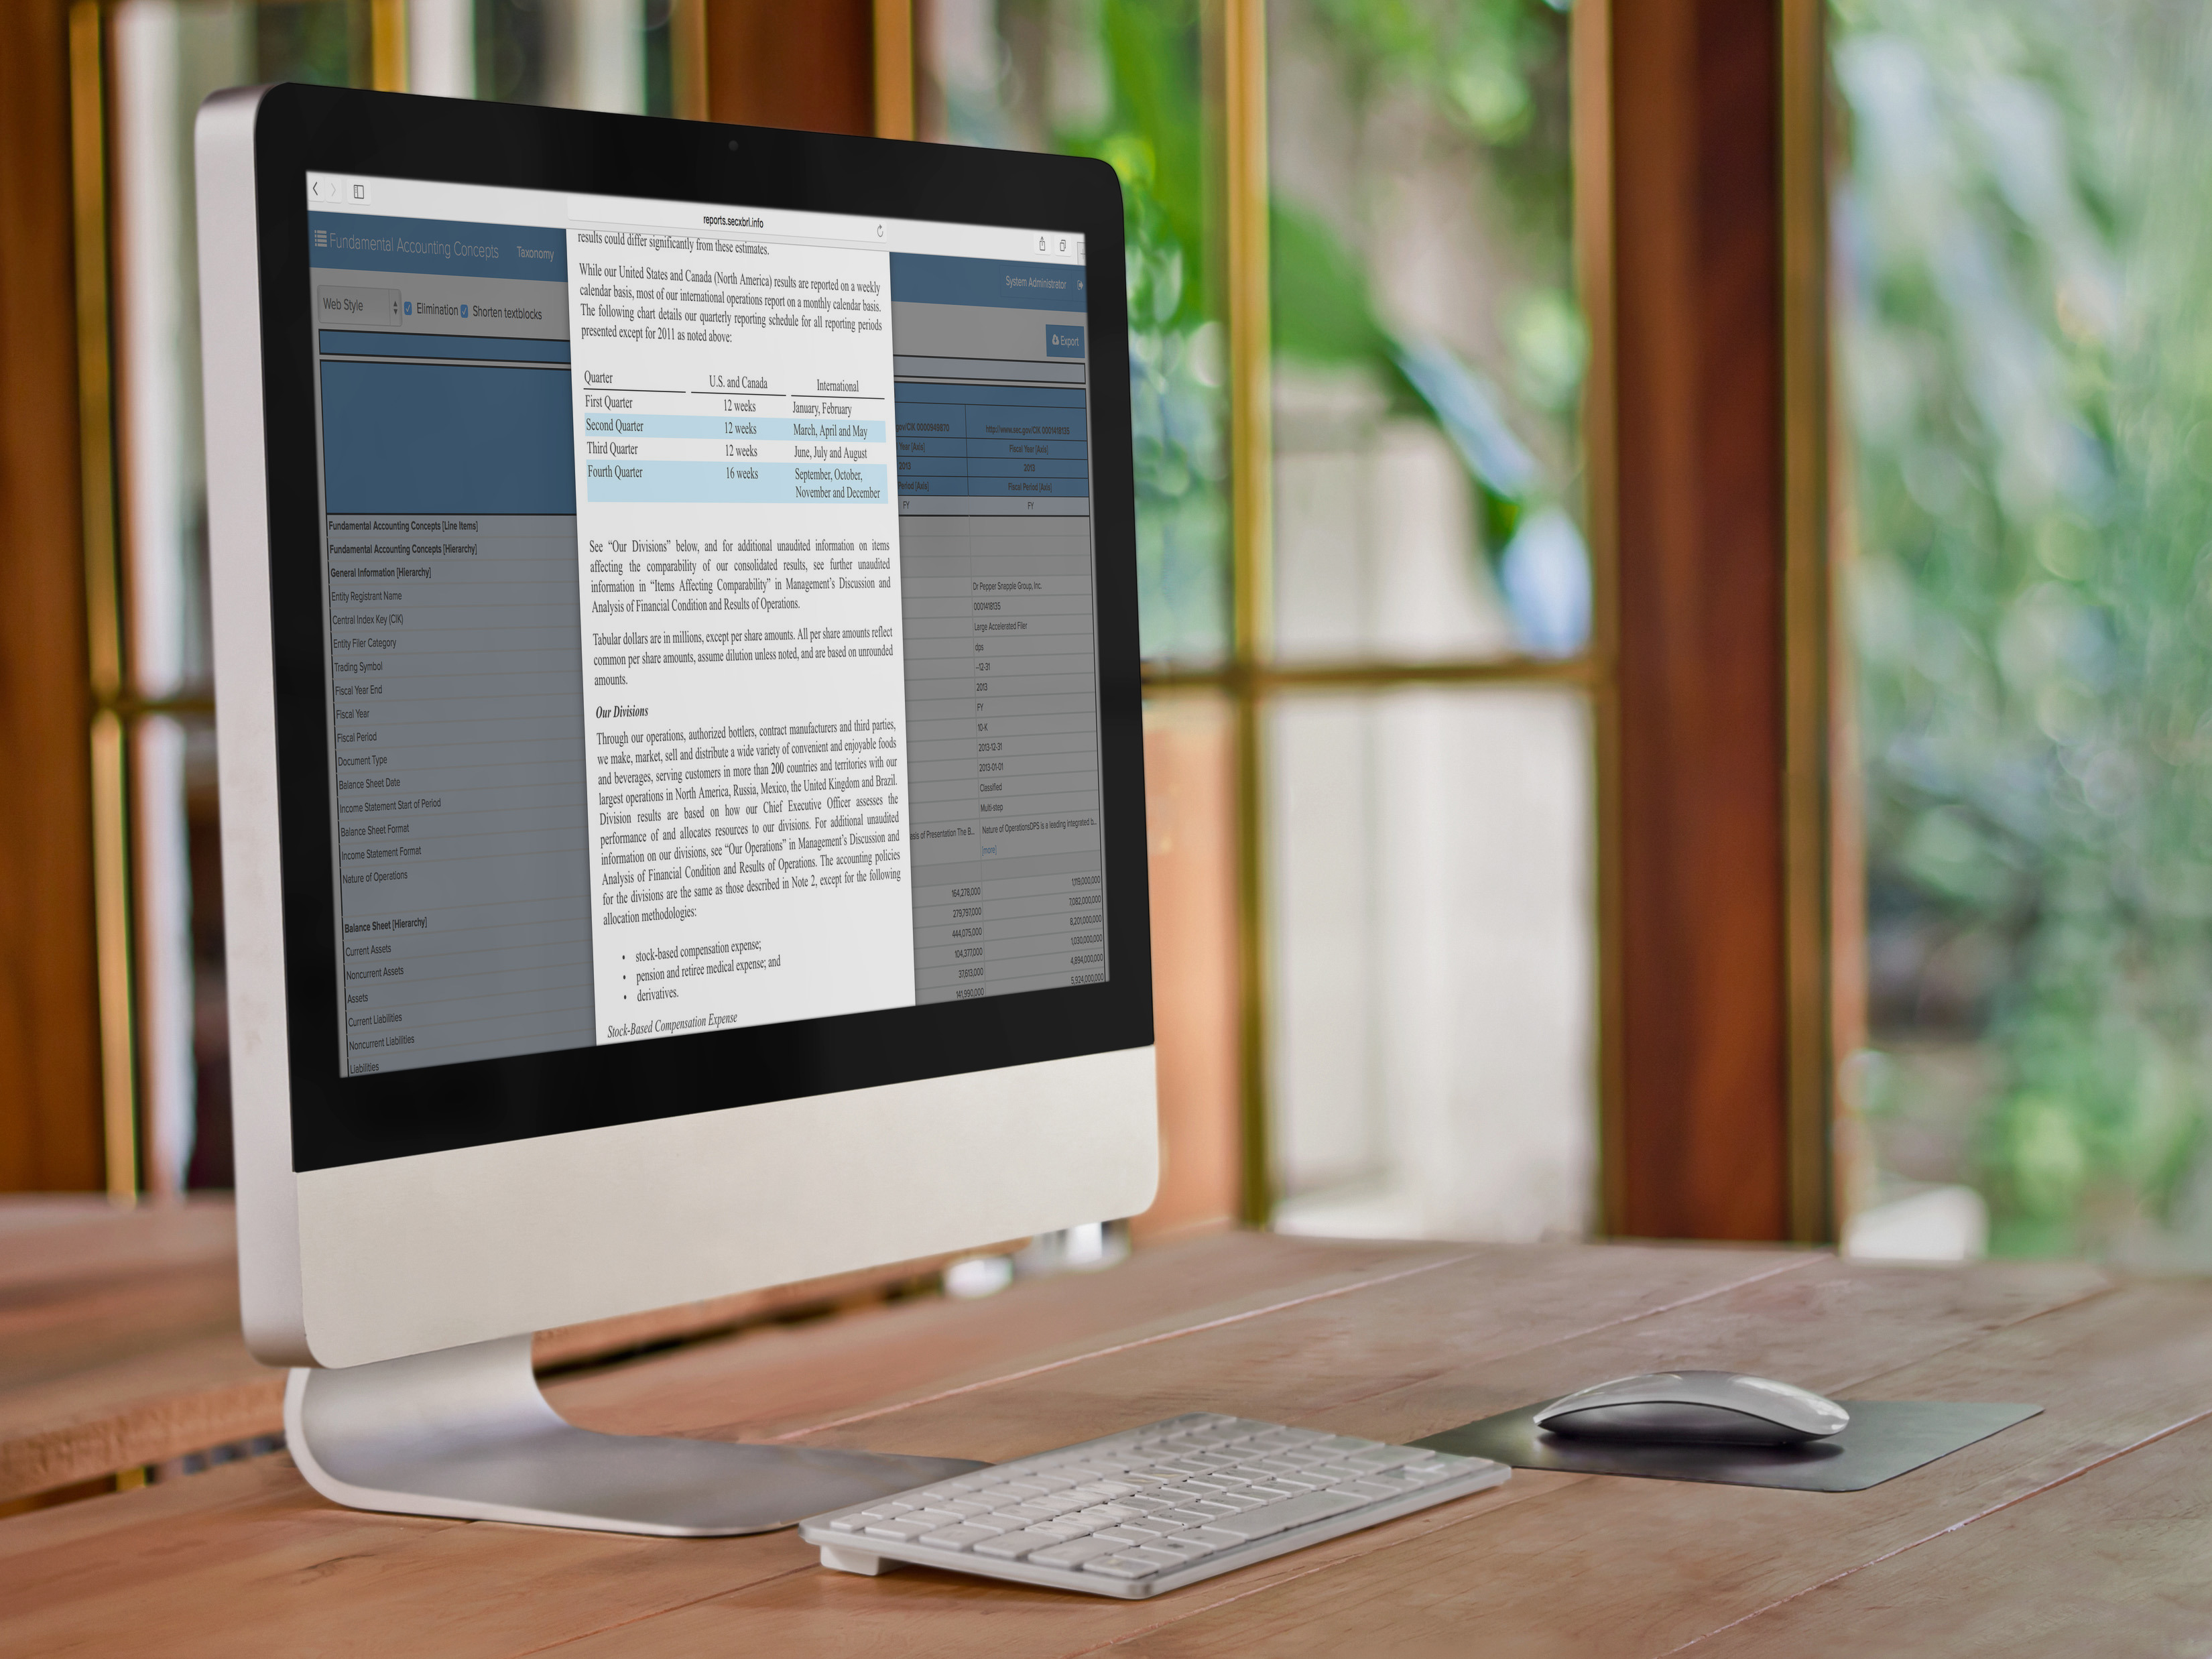 reports.secxbrl.info
Fundamental Accounting Concepts Taxonomy
System Administrator
Web Style Elimination Shorten textblocks
Export
results could differ significantly from these estimates.
While our United States and Canada (North America) results are reported on a weekly
calendar basis, most of our international operations report on a monthly calendar basis.
The following chart details our quarterly reporting schedule for all reporting periods
presented except for 2011 as noted above:
Quarter U.S. and Canada International
First Quarter 12 weeks January, February
Second Quarter 12 weeks March, April and May
Third Quarter 12 weeks June, July and August
Fourth Quarter 16 weeks September, October,
November and December
See “Our Divisions” below, and for additional unaudited information on items
affecting the comparability of our consolidated results, see further unaudited
information in “Items Affecting Comparability” in Management’s Discussion and
Analysis of Financial Condition and Results of Operations.
Tabular dollars are in millions, except per share amounts. All per share amounts reflect
common per share amounts, assume dilution unless noted, and are based on unrounded
amounts.
Our Divisions
Through our operations, authorized bottlers, contract manufacturers and third parties,
we make, market, sell and distribute a wide variety of convenient and enjoyable foods
and beverages, serving customers in more than 200 countries and territories with our
largest operations in North America, Russia, Mexico, the United Kingdom and Brazil.
Division results are based on how our Chief Executive Officer assesses the
performance of and allocates resources to our divisions. For additional unaudited
information on our divisions, see “Our Operations” in Management’s Discussion and
Analysis of Financial Condition and Results of Operations. The accounting policies
for the divisions are the same as those described in Note 2, except for the following
allocation methodologies:
• stock-based compensation expense;
• pension and retiree medical expense; and
• derivatives.
Stock-Based Compensation Expense
Fundamental Accounting Concepts [Line Items]
Fundamental Accounting Concepts [Hierarchy]
General Information [Hierarchy]
Entity Registrant Name
Central Index Key (CIK)
Entity Filer Category
Trading Symbol
Fiscal Year End
Fiscal Year
Fiscal Period
Document Type
Balance Sheet Date
Income Statement Start of Period
Balance Sheet Format
Income Statement Format
Nature of Operations
Balance Sheet [Hierarchy]
Current Assets
Noncurrent Assets
Assets
Current Liabilities
Noncurrent Liabilities
Liabilities
gov/CIK 0000949870 http://www.sec.gov/CIK 0001418135
Year [Axis] Fiscal Year [Axis]
2013 2013
Period [Axis] Fiscal Period [Axis]
FY FY
Dr Pepper Snapple Group, Inc.
0001418135
Large Accelerated Filer
dps
--12-31
2013
FY
10-K
2013-12-31
2013-01-01
Classified
Multi-step
of Presentation The B... Nature of OperationsDPS is a leading integrated b...
[more]
164,278,000 1,119,000,000
279,797,000 7,082,000,000
444,075,000 8,201,000,000
104,377,000 1,030,000,000
37,613,000 4,894,000,000
141,990,000 5,924,000,000